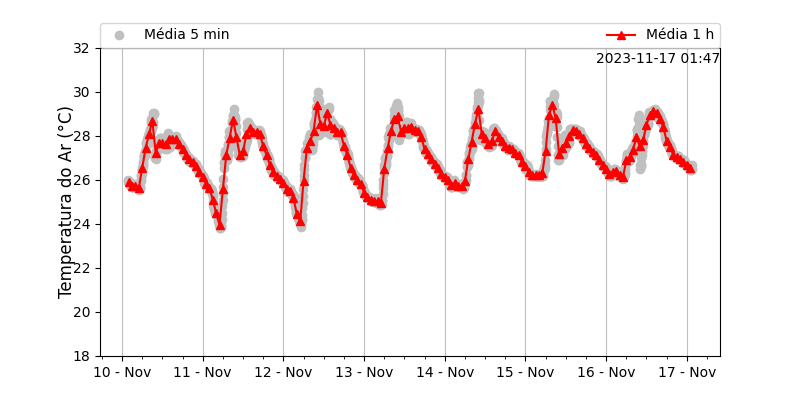 Média 5 min
Média 1 h
2023-11-17 01:47
Temperatura do Ar (°C)
32
30
28
26
24
22
20
18
10 - Nov
11 - Nov
12 - Nov
13 - Nov
14 - Nov
15 - Nov
16 - Nov
17 - Nov